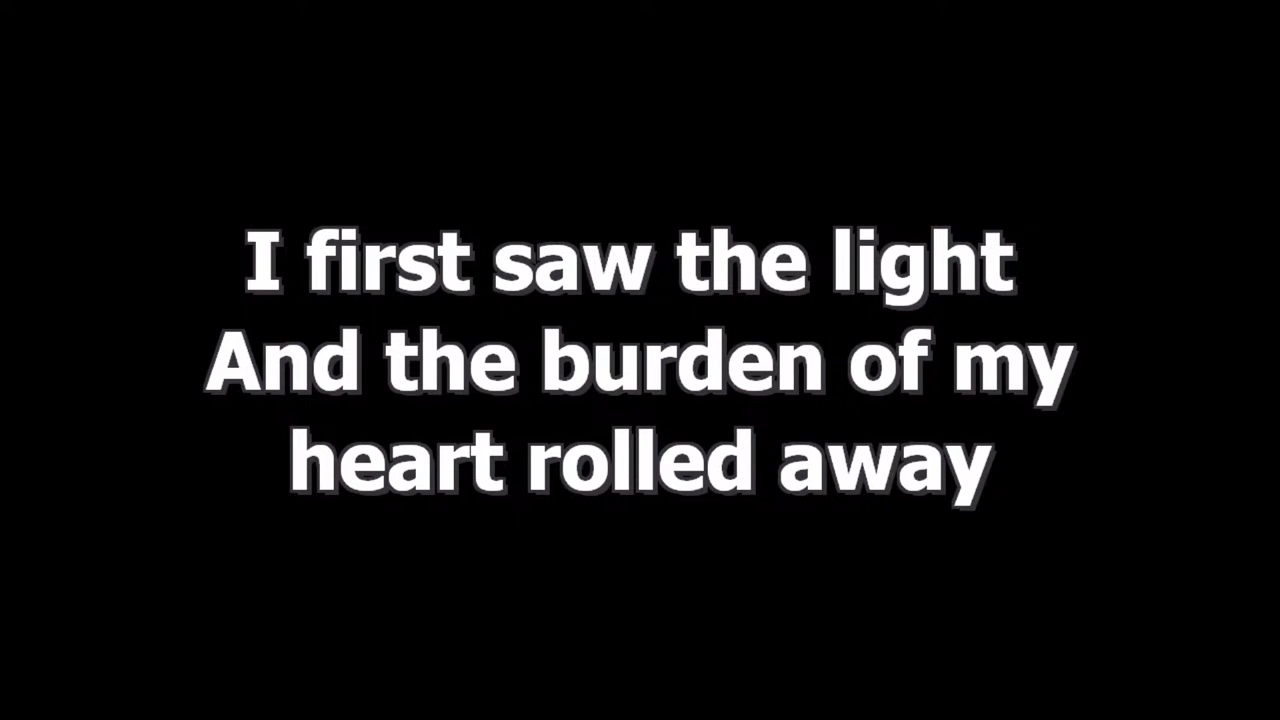 I first saw the light
And the burden of my
heart rolled away